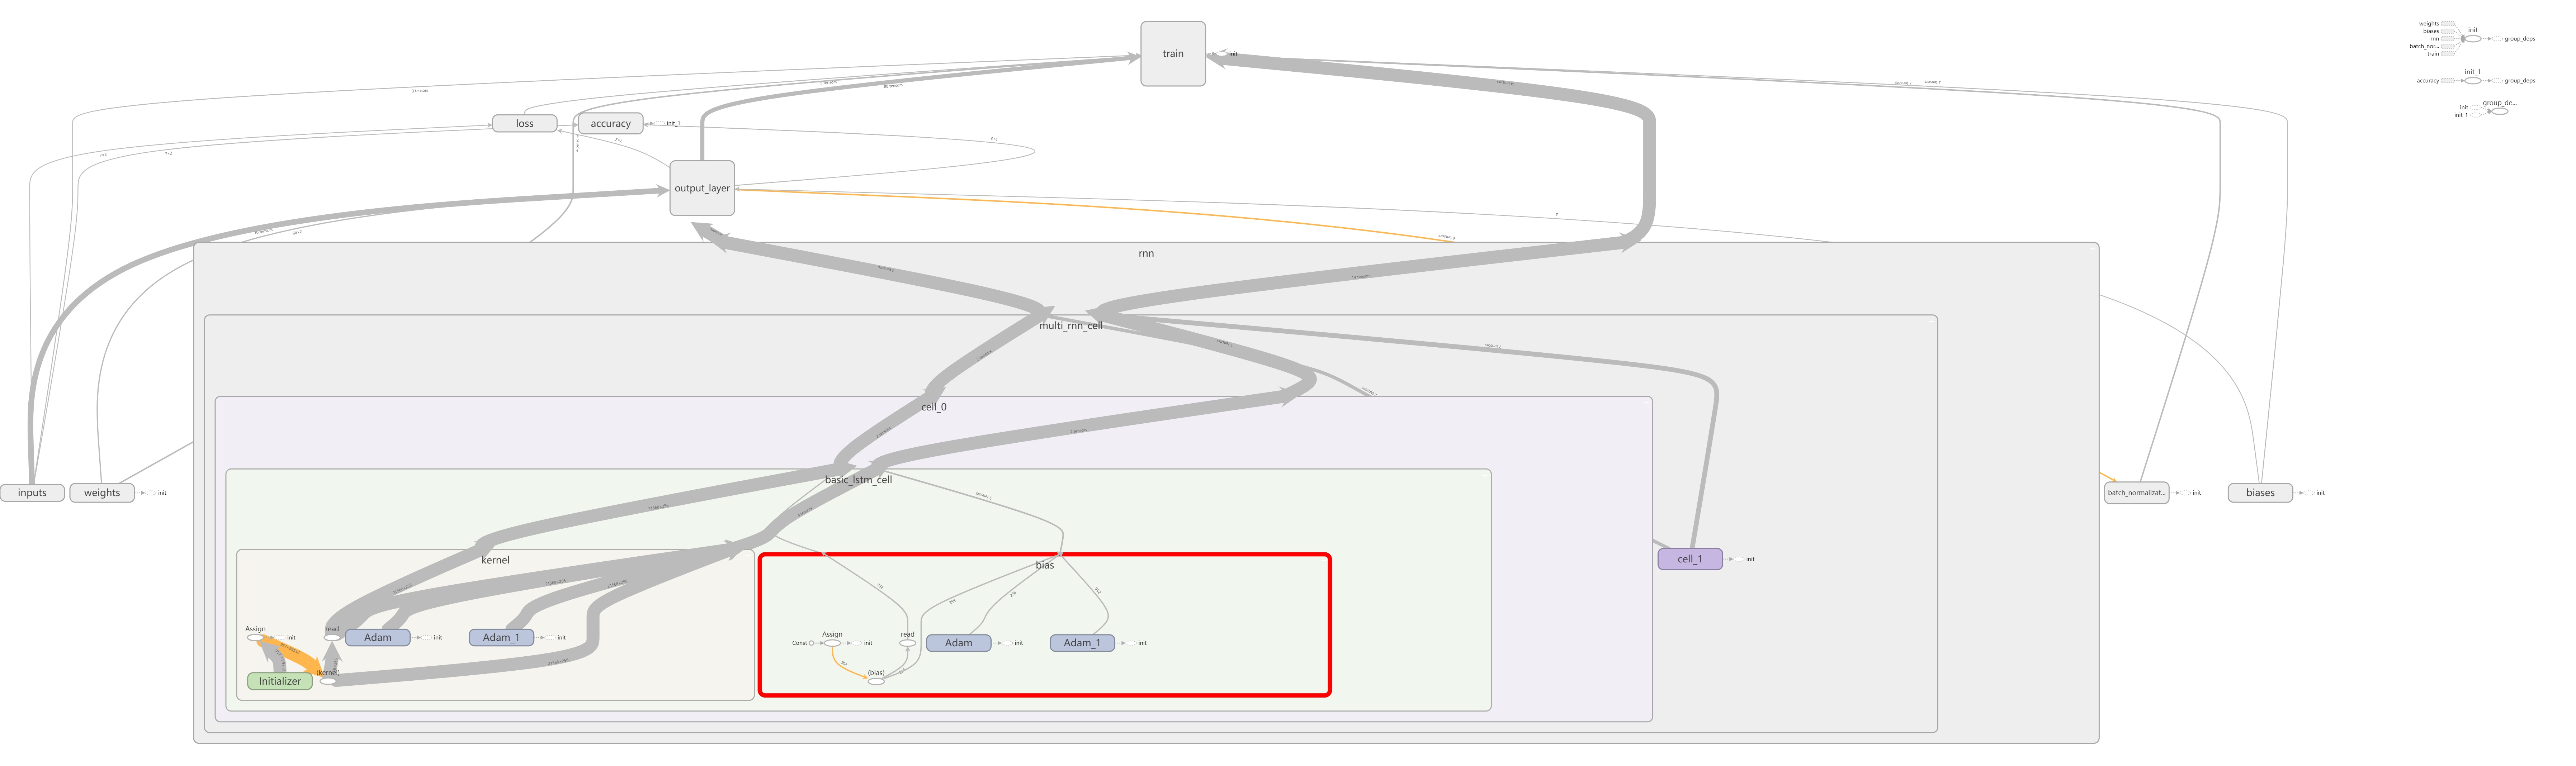 train
init
weights
biases
rnn
batch_nor...
train
init
group_deps
accuracy
init_1
group_deps
init
init_1
group_de...
3 tensors
loss
accuracy
init_1
output_layer
rnn
multi_rnn_cell
cell_0
basic_lstm_cell
inputs
weights
init
batch_normalizat...
init
biases
init
kernel
bias
cell_1
init
Assign
init
read
Adam
init
Adam_1
init
Initializer
(kernel)
Const
Assign
init
read
Adam
init
Adam_1
init
(bias)